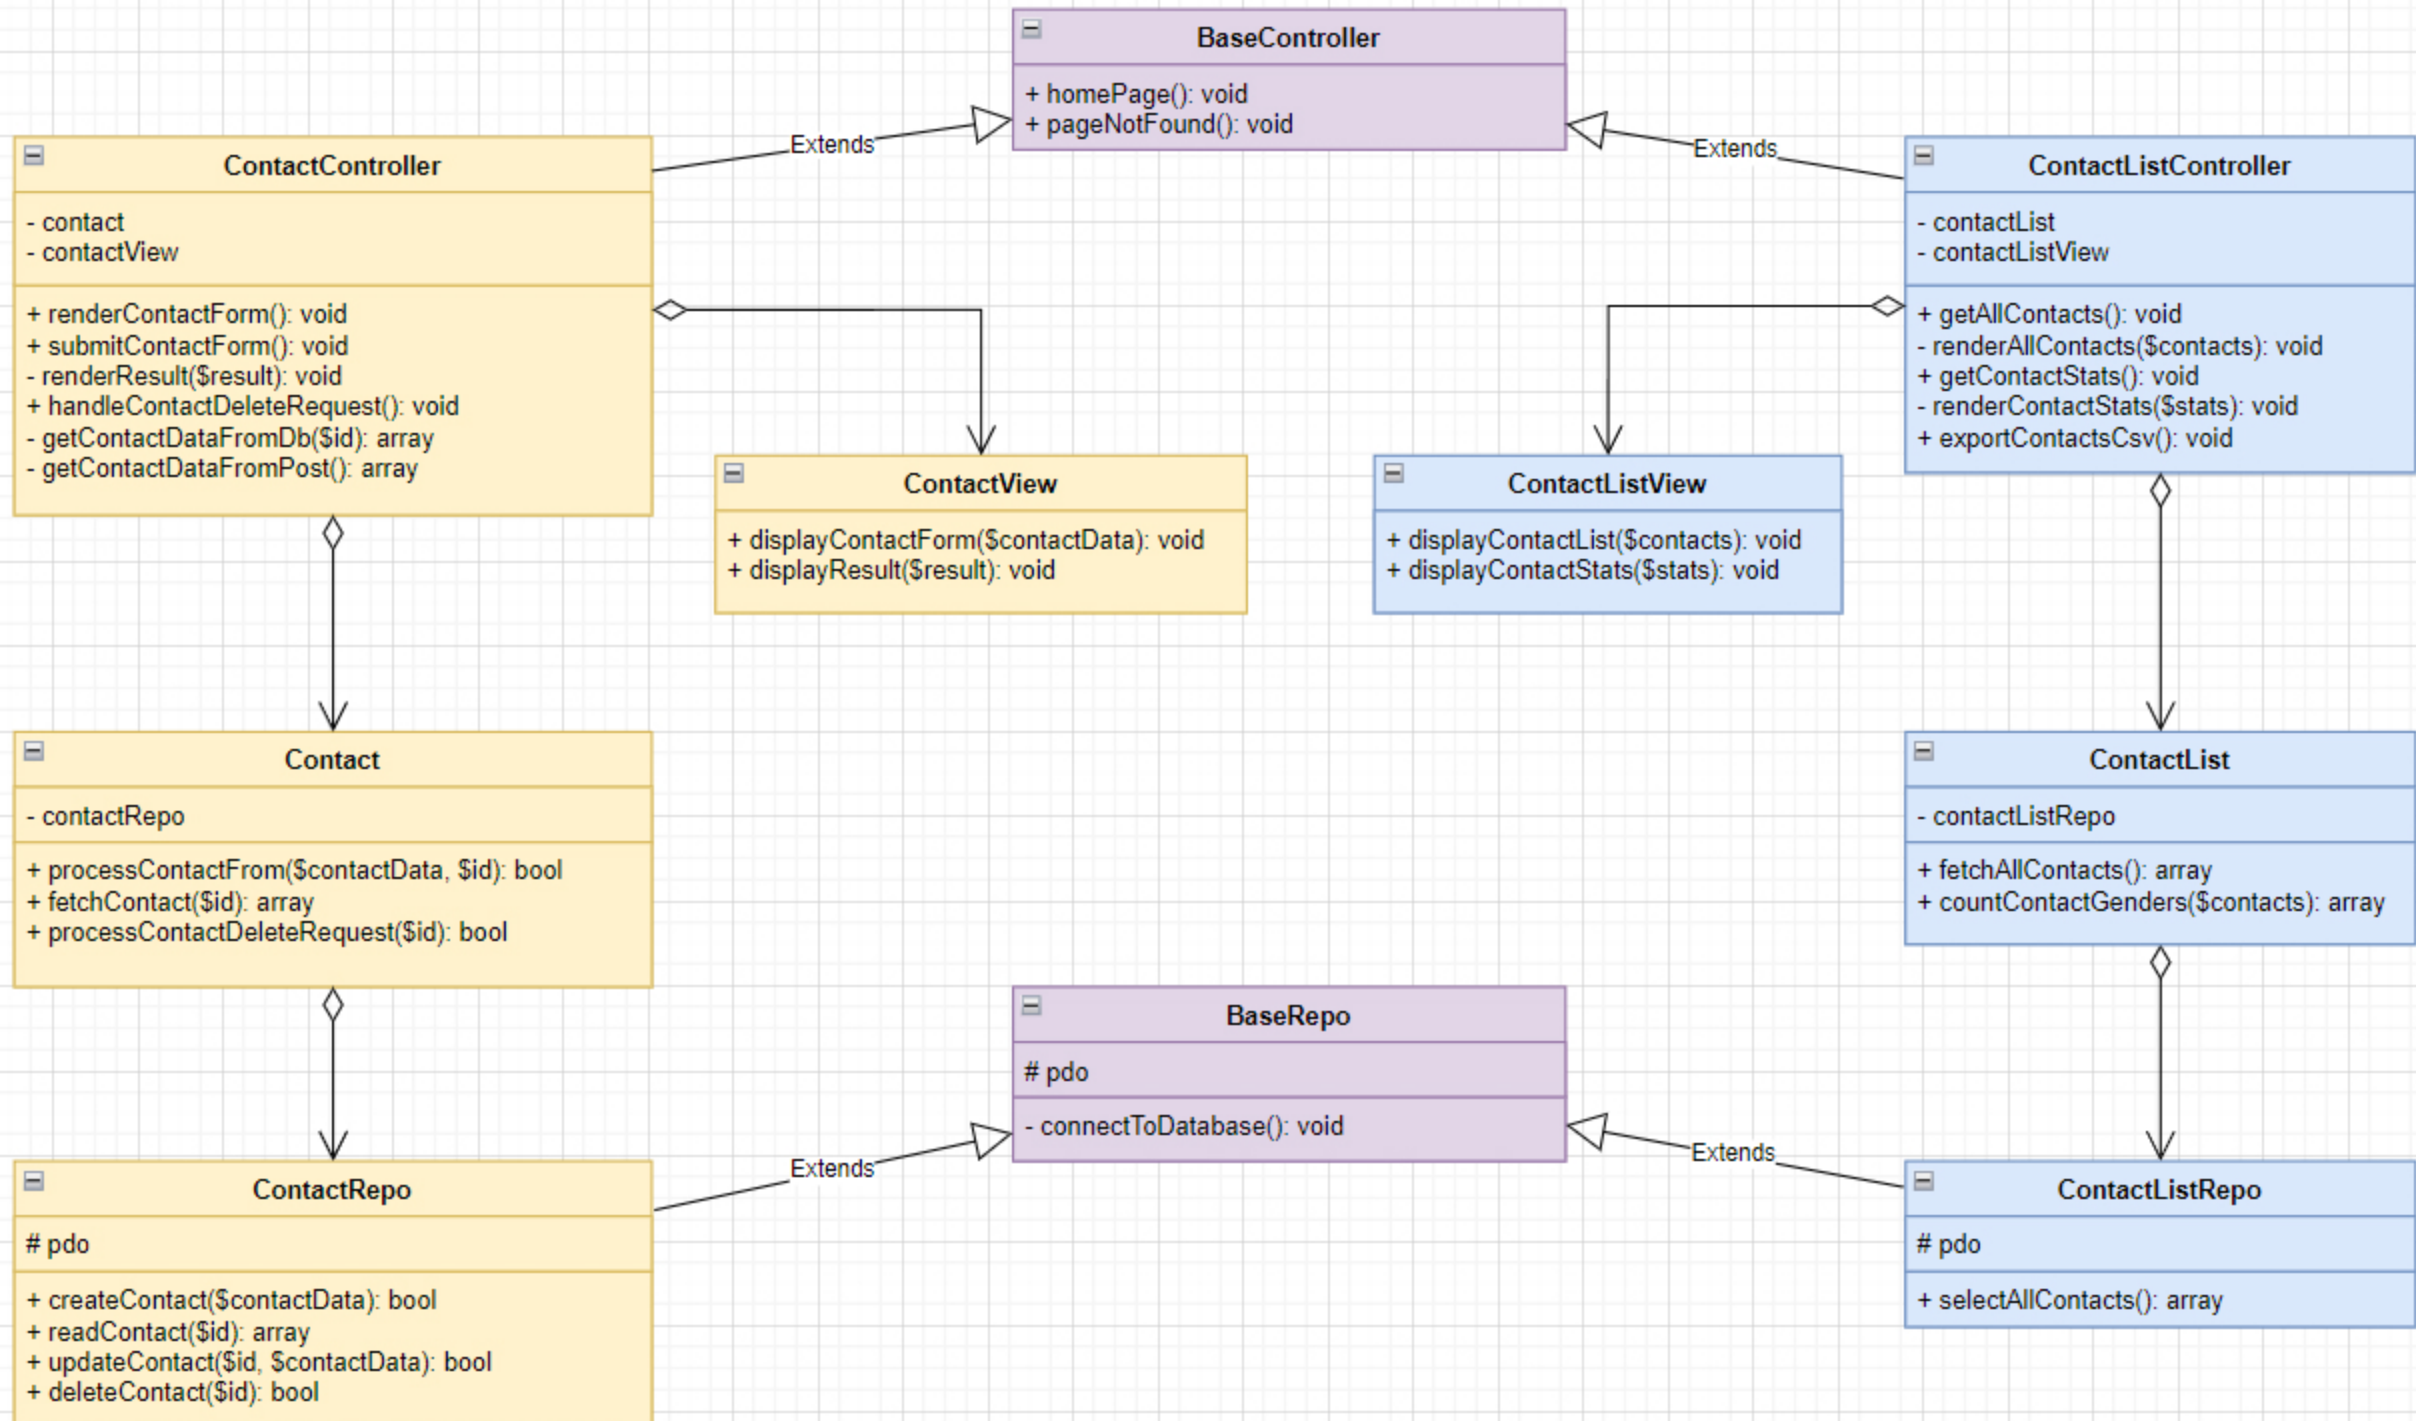 BaseController
+ homePage(): void
+ pageNotFound(): void
Extends
Extends
ContactController
- contact
- contactView
+ renderContactForm(): void
+ submitContactForm(): void
- renderResult($result): void
+ handleContactDeleteRequest(): void
- getContactDataFromDb($id): array
- getContactDataFromPost(): array
ContactListController
- contactList
- contactListView
+ getAllContacts(): void
- renderAllContacts($contacts): void
+ getContactStats(): void
- renderContactStats($stats): void
+ exportContactsCsv(): void
ContactView
+ displayContactForm($contactData): void
+ displayResult($result): void
ContactListView
+ displayContactList($contacts): void
+ displayContactStats($stats): void
Contact
- contactRepo
+ processContactFrom($contactData, $id): bool
+ fetchContact($id): array
+ processContactDeleteRequest($id): bool
ContactList
- contactListRepo
+ fetchAllContacts(): array
+ countContactGenders($contacts): array
BaseRepo
# pdo
- connectToDatabase(): void
Extends
Extends
ContactRepo
# pdo
+ createContact($contactData): bool
+ readContact($id): array
+ updateContact($id, $contactData): bool
+ deleteContact($id): bool
ContactListRepo
# pdo
+ selectAllContacts(): array